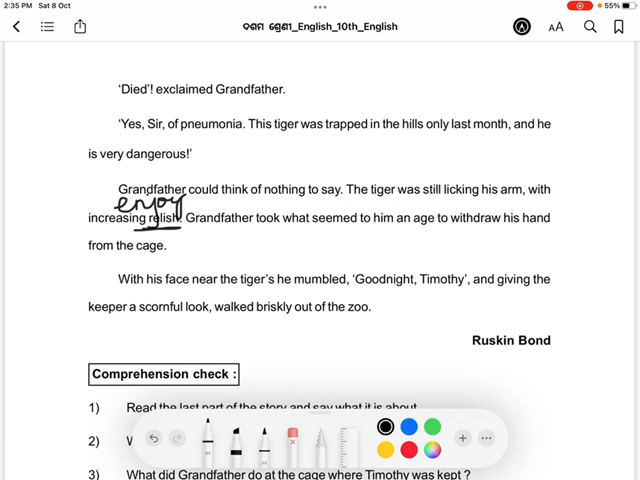 2:35 PM Sat 8 Oct
55%
ଦଶମ ଶ୍ରେଣୀ_English_10th_English
AA
'Died'! exclaimed Grandfather.
'Yes, Sir, of pneumonia. This tiger was trapped in the hills only last month, and he
is very dangerous!'
Grandfather could think of nothing to say. The tiger was still licking his arm, with
enjoy
increasing relish. Grandfather took what seemed to him an age to withdraw his hand
from the cage.
With his face near the tiger's he mumbled, 'Goodnight, Timothy', and giving the
keeper a scornful look, walked briskly out of the zoo.
Ruskin Bond
Comprehension check :
1) Read the last part of the story and say what it is about.
2)
3) What did Grandfather do at the cage where Timothy was kept ?